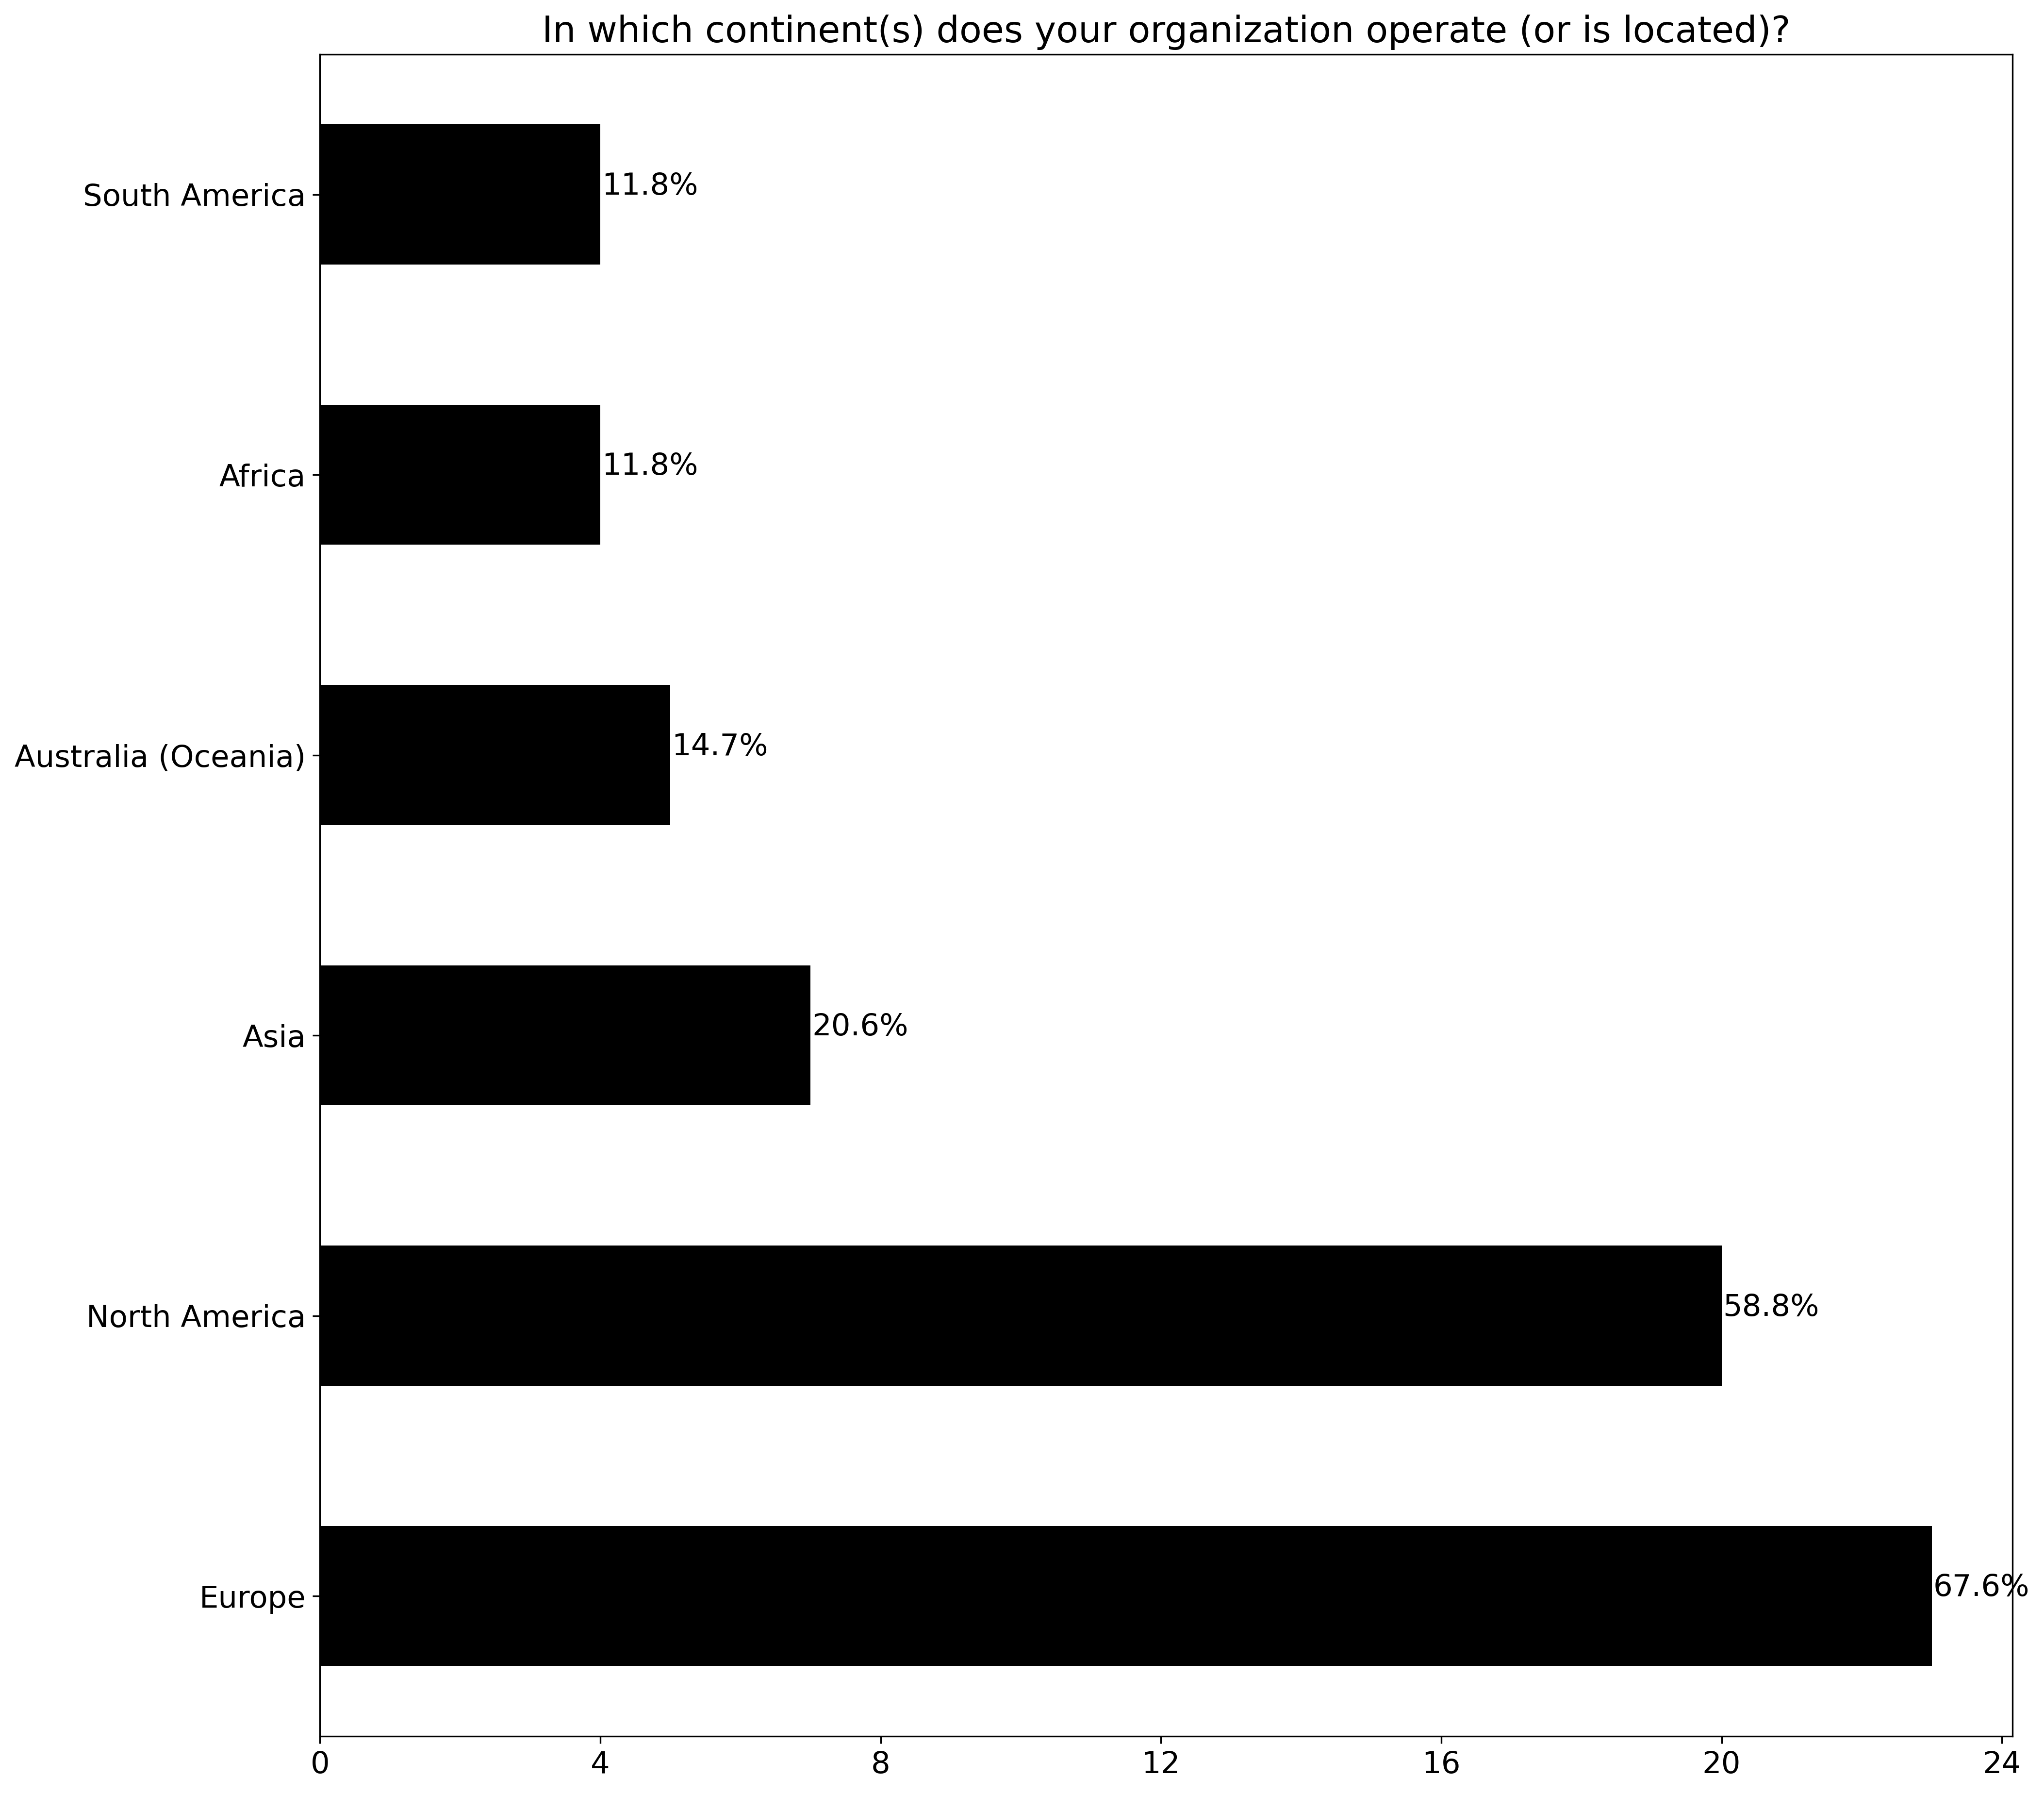 In which continent(s) does your organization operate (or is located)?
South America
11.8%
Africa
11.8%
Australia (Oceania)
14.7%
Asia
20.6%
North America
58.8%
Europe
67.6%
0 4 8 12 16 20 24